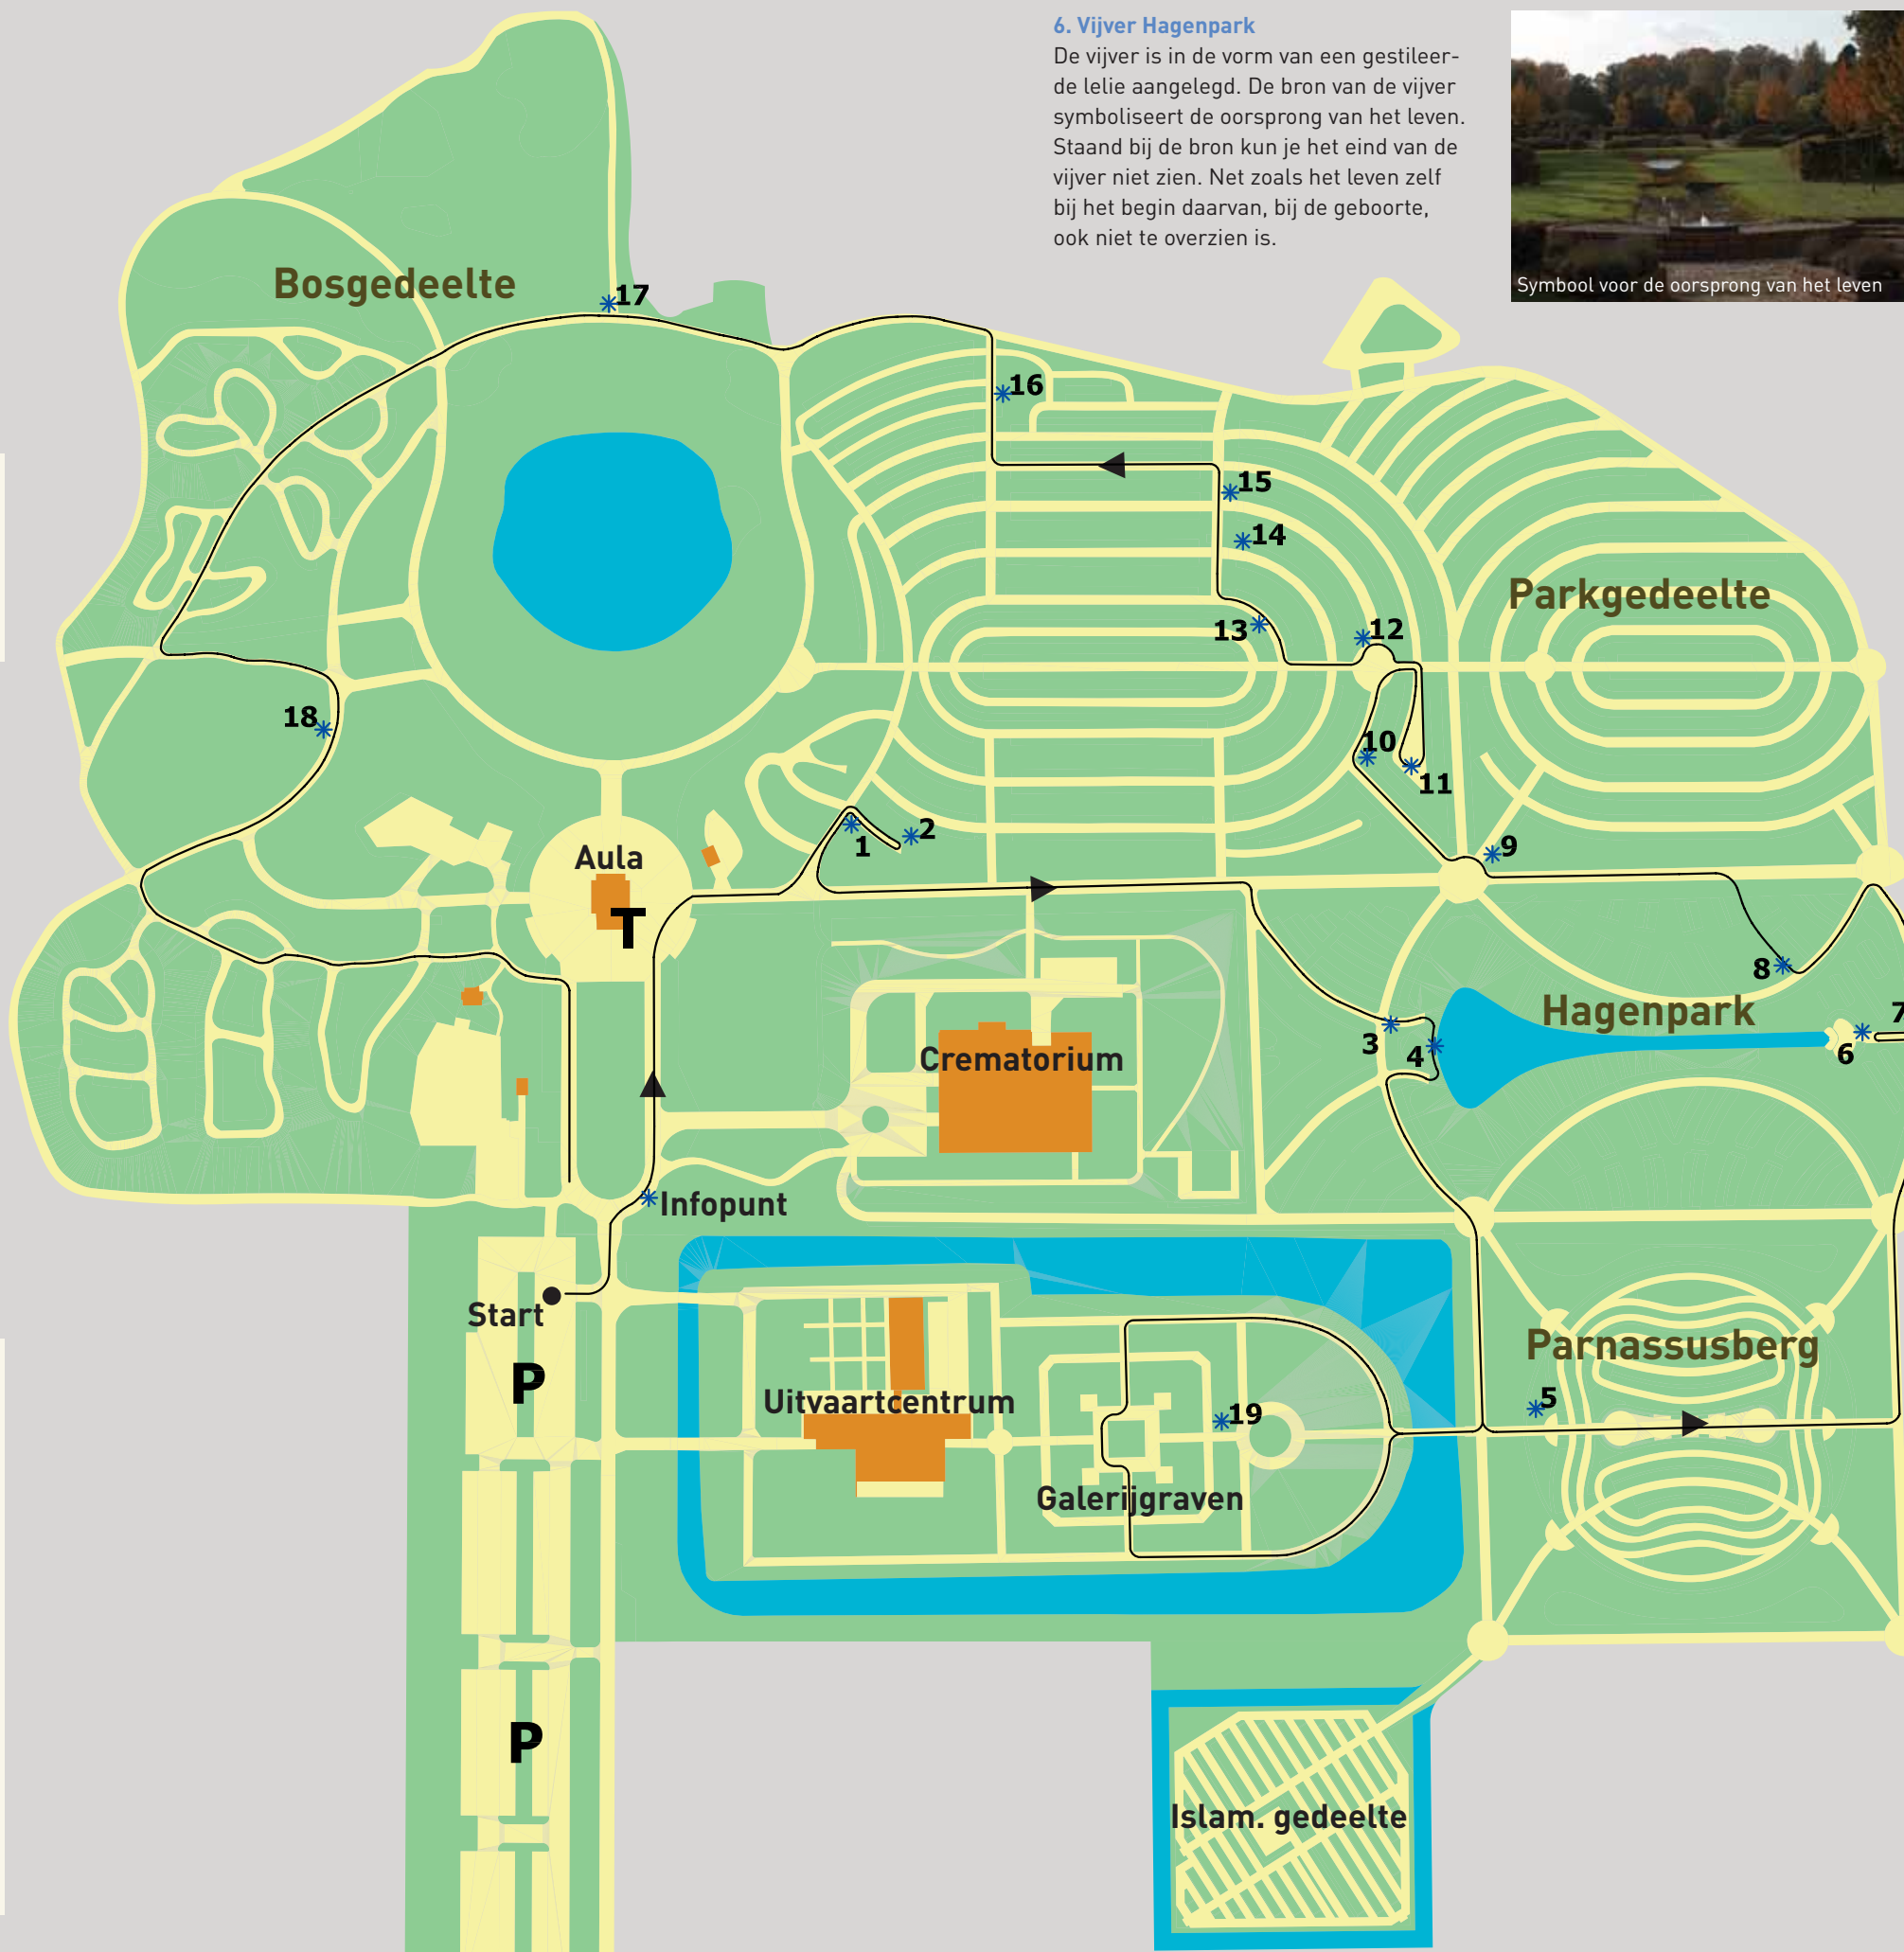 6. Vijver Hagenpark
De vijver is in de vorm van een gestileer-
de lelie aangelegd. De bron van de vijver
symboliseert de oorsprong van het leven.
Staand bij de bron kun je het eind van de
vijver niet zien. Net zoals het leven zelf
bij het begin daarvan, bij de geboorte,
ook niet te overzien is.
Symbool voor de oorsprong van het leven
Bosgedeelte
17
16
15
14
Parkgedeelte
13
12
18
10
11
1
2
9
Aula
T
8
Hagenpark
7
3
4
6
Crematorium
Infopunt
Start
Parnassusberg
P
Uitvaartcentrum
19
5
Galerijgraven
P
Islam. gedeelte